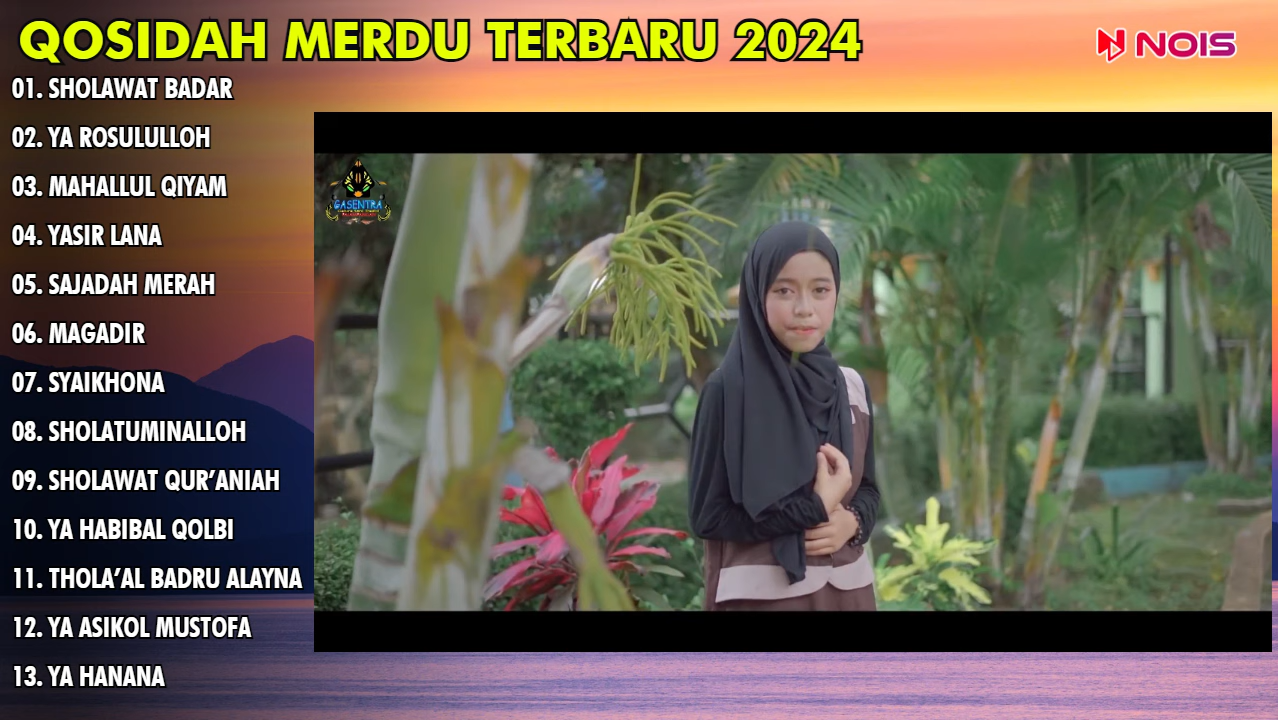 QOSIDAH MERDU TERBARU 2024
NOIS
01. SHOLAWAT BADAR
02. YA ROSULULLOH
03. MAHALLUL QIYAM
04. YASIR LANA
05. SAJADAH MERAH
06. MAGADIR
07. SYAIKHONA
08. SHOLATUMINALLOH
09. SHOLAWAT QUR’ANIAH
10. YA HABIBAL QOLBI
11. THOLA’AL BADRU ALAYNA
12. YA ASIKOL MUSTOFA
13. YA HANANA
GASENTRA